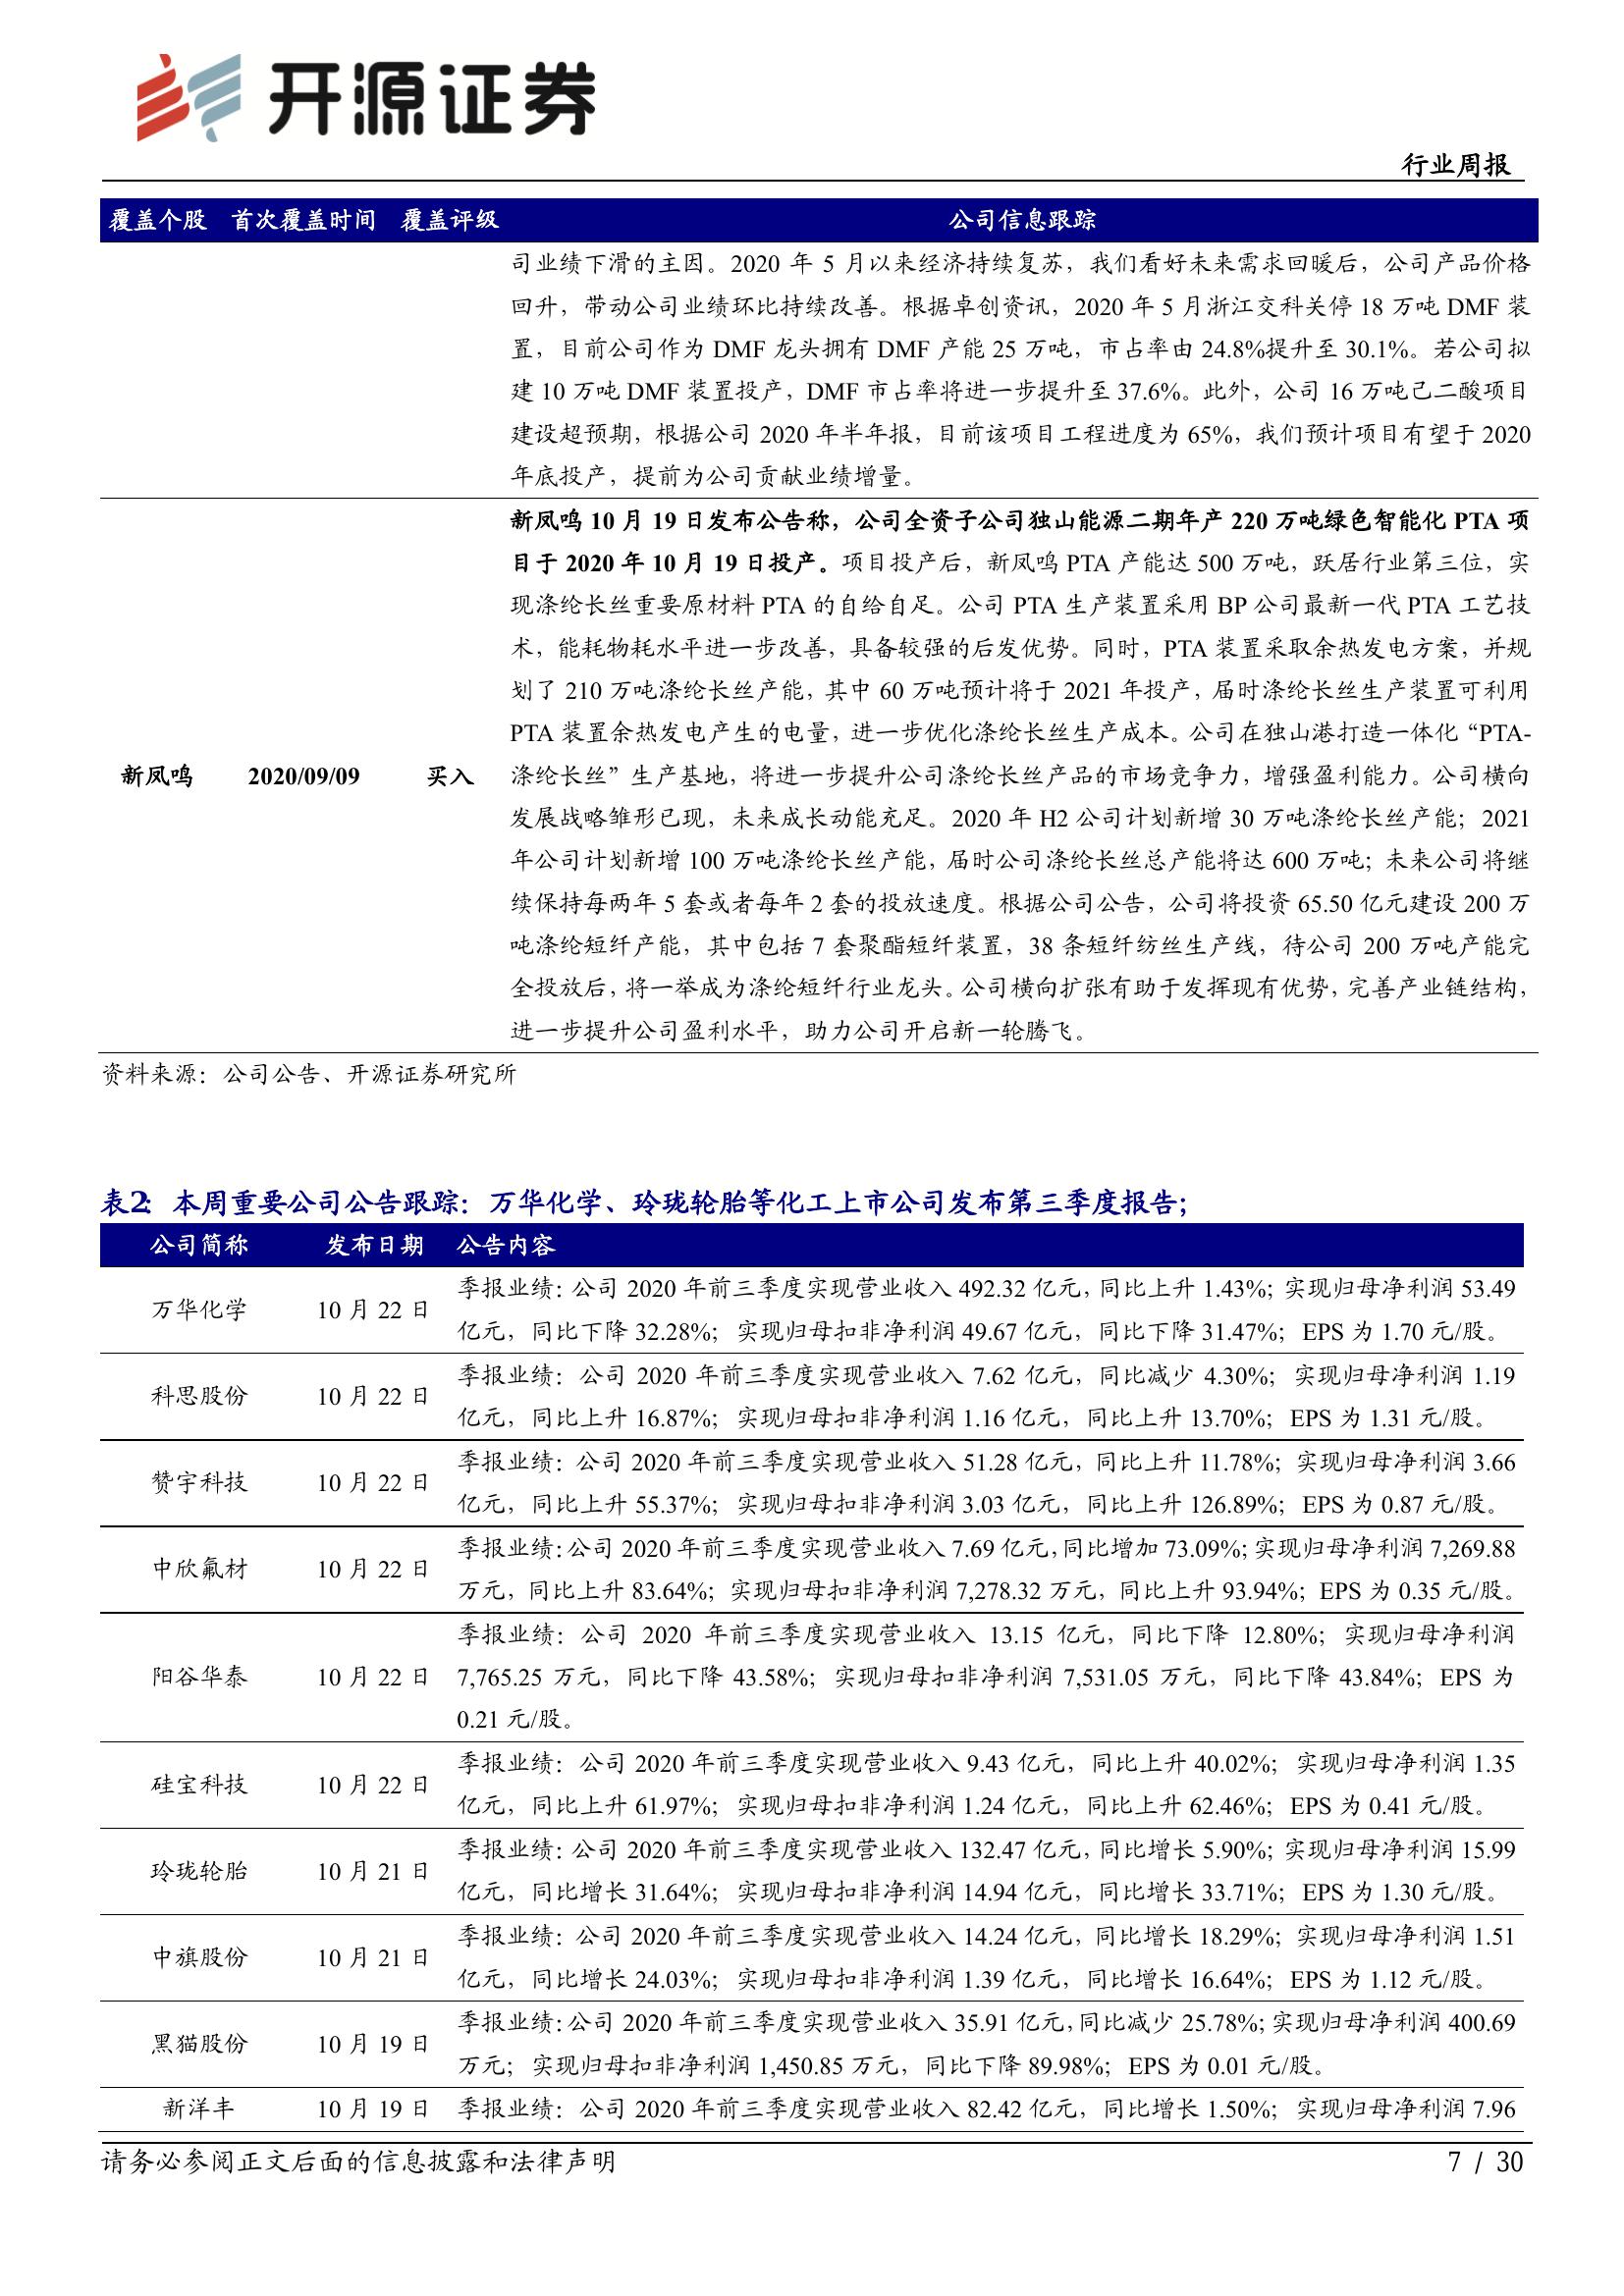 开源证券
行业周报
覆盖个股 首次覆盖时间 覆盖评级 公司信息跟踪
司业绩下滑的主因。2020 年 5 月以来经济持续复苏，我们看好未来需求回暖后，公司产品价格
回升，带动公司业绩环比持续改善。根据卓创资讯，2020 年 5 月浙江交科关停 18 万吨 DMF 装
置，目前公司作为 DMF 龙头拥有 DMF 产能 25 万吨，市占率由 24.8%提升至 30.1%。若公司拟
建 10 万吨 DMF 装置投产，DMF 市占率将进一步提升至 37.6%。此外，公司 16 万吨己二酸项目
建设超预期，根据公司 2020 年半年报，目前该项目工程进度为 65%，我们预计项目有望于 2020
年底投产，提前为公司贡献业绩增量。
新凤鸣 10 月 19 日发布公告称，公司全资子公司独山能源二期年产 220 万吨绿色智能化 PTA 项
目于 2020 年 10 月 19 日投产。项目投产后，新凤鸣 PTA 产能达 500 万吨，跃居行业第三位，实
现涤纶长丝重要原材料 PTA 的自给自足。公司 PTA 生产装置采用 BP 公司最新一代 PTA 工艺技
术，能耗物耗水平进一步改善，具备较强的后发优势。同时，PTA 装置采取余热发电方案，并规
划了 210 万吨涤纶长丝产能，其中 60 万吨预计将于 2021 年投产，届时涤纶长丝生产装置可利用
PTA 装置余热发电产生的电量，进一步优化涤纶长丝生产成本。公司在独山港打造一体化“PTA-
新凤鸣 2020/09/09 买入 涤纶长丝”生产基地，将进一步提升公司涤纶长丝产品的市场竞争力，增强盈利能力。公司横向
发展战略雏形已现，未来成长动能充足。2020 年 H2 公司计划新增 30 万吨涤纶长丝产能；2021
年公司计划新增 100 万吨涤纶长丝产能，届时公司涤纶长丝总产能将达 600 万吨；未来公司将继
续保持每两年 5 套或者每年 2 套的投放速度。根据公司公告，公司将投资 65.50 亿元建设 200 万
吨涤纶短纤产能，其中包括 7 套聚酯短纤装置，38 条短纤纺丝生产线，待公司 200 万吨产能完
全投放后，将一举成为涤纶短纤行业龙头。公司横向扩张有助于发挥现有优势，完善产业链结构，
进一步提升公司盈利水平，助力公司开启新一轮腾飞。
资料来源：公司公告、开源证券研究所
表2：本周重要公司公告跟踪：万华化学、玲珑轮胎等化工上市公司发布第三季度报告；
公司简称 发布日期 公告内容
万华化学 10 月 22 日 季报业绩：公司 2020 年前三季度实现营业收入 492.32 亿元，同比上升 1.43%；实现归母净利润 53.49
亿元，同比下降 32.28%；实现归母扣非净利润 49.67 亿元，同比下降 31.47%；EPS 为 1.70 元/股。
科思股份 10 月 22 日 季报业绩：公司 2020 年前三季度实现营业收入 7.62 亿元，同比减少 4.30%；实现归母净利润 1.19
亿元，同比上升 16.87%；实现归母扣非净利润 1.16 亿元，同比上升 13.70%；EPS 为 1.31 元/股。
赞宇科技 10 月 22 日 季报业绩：公司 2020 年前三季度实现营业收入 51.28 亿元，同比上升 11.78%；实现归母净利润 3.66
亿元，同比上升 55.37%；实现归母扣非净利润 3.03 亿元，同比上升 126.89%；EPS 为 0.87 元/股。
中欣氟材 10 月 22 日 季报业绩：公司 2020 年前三季度实现营业收入 7.69 亿元，同比增加 73.09%；实现归母净利润 7,269.88
万元，同比上升 83.64%；实现归母扣非净利润 7,278.32 万元，同比上升 93.94%；EPS 为 0.35 元/股。
季报业绩：公司 2020 年前三季度实现营业收入 13.15 亿元，同比下降 12.80%；实现归母净利润
阳谷华泰 10 月 22 日 7,765.25 万元，同比下降 43.58%；实现归母扣非净利润 7,531.05 万元，同比下降 43.84%；EPS 为
0.21 元/股。
硅宝科技 10 月 22 日 季报业绩：公司 2020 年前三季度实现营业收入 9.43 亿元，同比上升 40.02%；实现归母净利润 1.35
亿元，同比上升 61.97%；实现归母扣非净利润 1.24 亿元，同比上升 62.46%；EPS 为 0.41 元/股。
玲珑轮胎 10 月 21 日 季报业绩：公司 2020 年前三季度实现营业收入 132.47 亿元，同比增长 5.90%；实现归母净利润 15.99
亿元，同比增长 31.64%；实现归母扣非净利润 14.94 亿元，同比增长 33.71%；EPS 为 1.30 元/股。
中旗股份 10 月 21 日 季报业绩：公司 2020 年前三季度实现营业收入 14.24 亿元，同比增长 18.29%；实现归母净利润 1.51
亿元，同比增长 24.03%；实现归母扣非净利润 1.39 亿元，同比增长 16.64%；EPS 为 1.12 元/股。
黑猫股份 10 月 19 日 季报业绩：公司 2020 年前三季度实现营业收入 35.91 亿元，同比减少 25.78%；实现归母净利润 400.69
万元；实现归母扣非净利润 1,450.85 万元，同比下降 89.98%；EPS 为 0.01 元/股。
新洋丰 10 月 19 日 季报业绩：公司 2020 年前三季度实现营业收入 82.42 亿元，同比增长 1.50%；实现归母净利润 7.96
请务必参阅正文后面的信息披露和法律声明 7 / 30